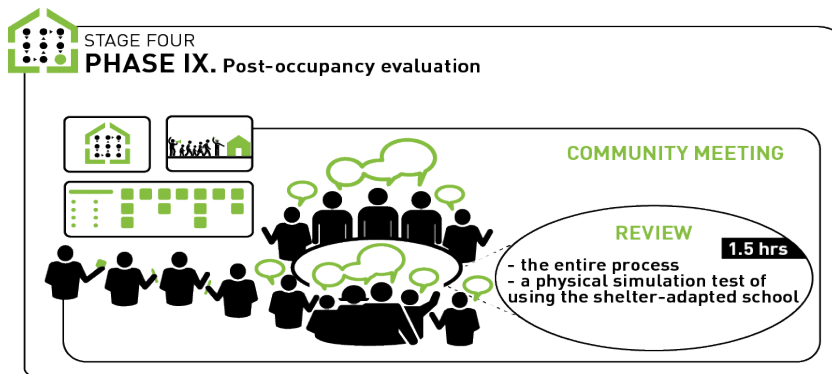 STAGE FOUR
PHASE IX. Post-occupancy evaluation
COMMUNITY MEETING
REVIEW
1.5 hrs
- the entire process
- a physical simulation test of
using the shelter-adapted school